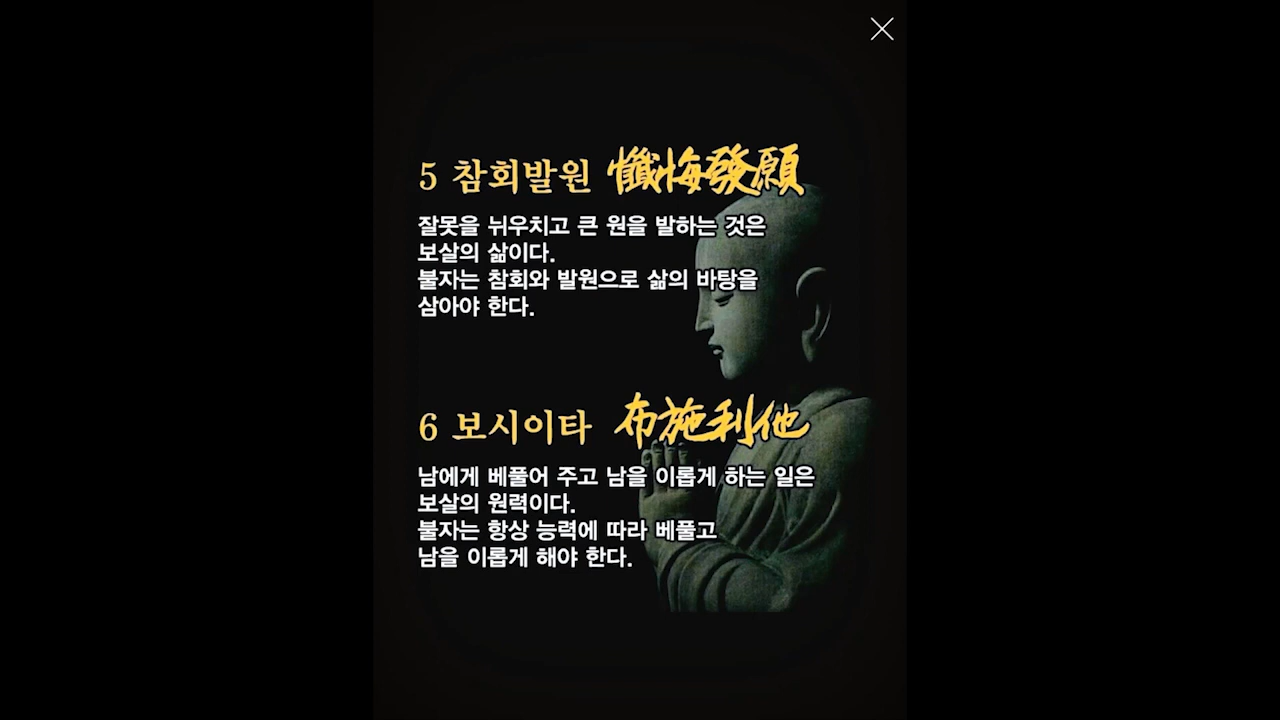 5 참회발원 懺悔發願
잘못을 뉘우치고 큰 원을 발하는 것은
보살의 삶이다.
불자는 참회와 발원으로 삶의 바탕을
삼아야 한다.
6 보시이타 布施利他
남에게 베풀어 주고 남을 이롭게 하는 일은
보살의 원력이다.
불자는 항상 능력에 따라 베풀고
남을 이롭게 해야 한다.